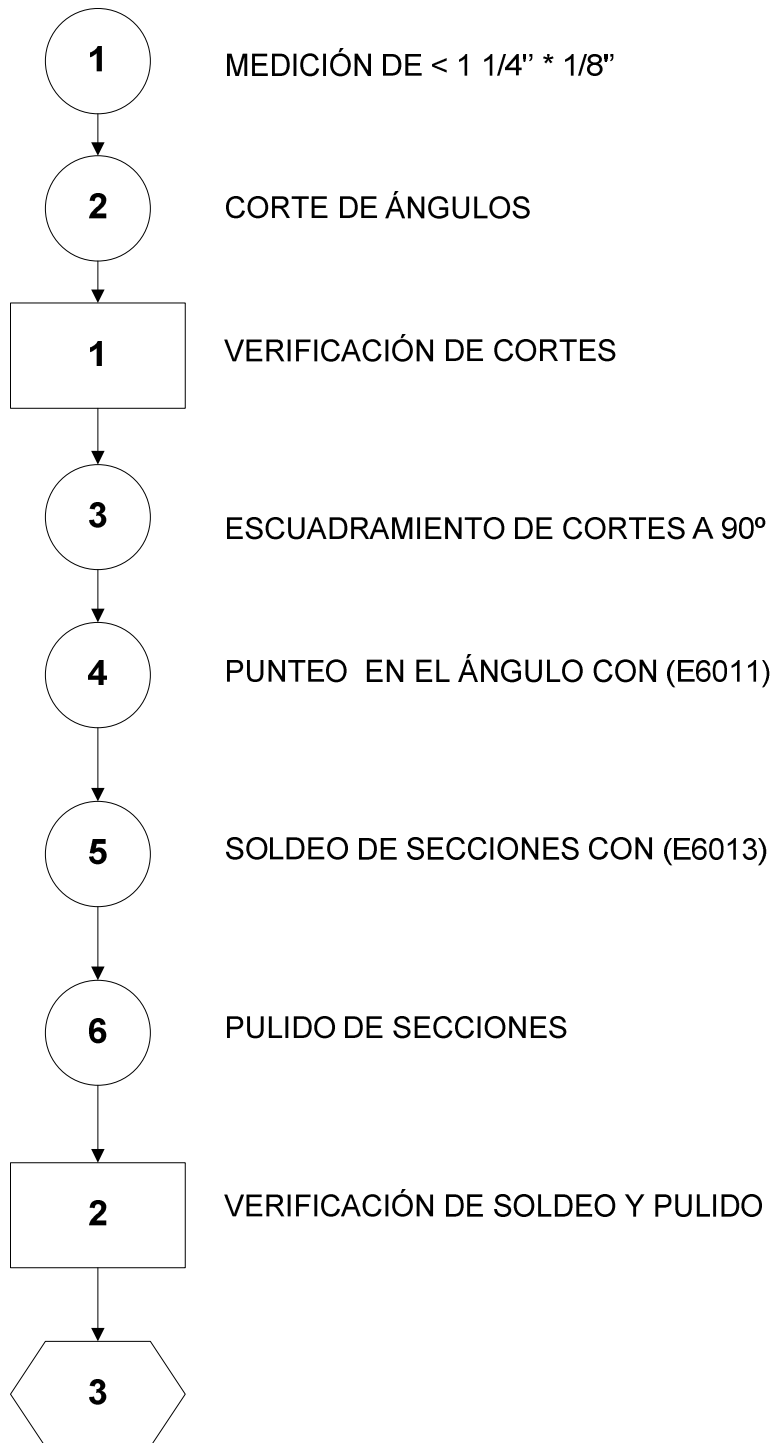 1 MEDICIÓN DE < 1 1/4” * 1/8”
2 CORTE DE ÁNGULOS
1 VERIFICACIÓN DE CORTES
3 ESCUADRAMIENTO DE CORTES A 90º
4 PUNTEO EN EL ÁNGULO CON (E6011)
5 SOLDEO DE SECCIONES CON (E6013)
6 PULIDO DE SECCIONES
2 VERIFICACIÓN DE SOLDEO Y PULIDO
3